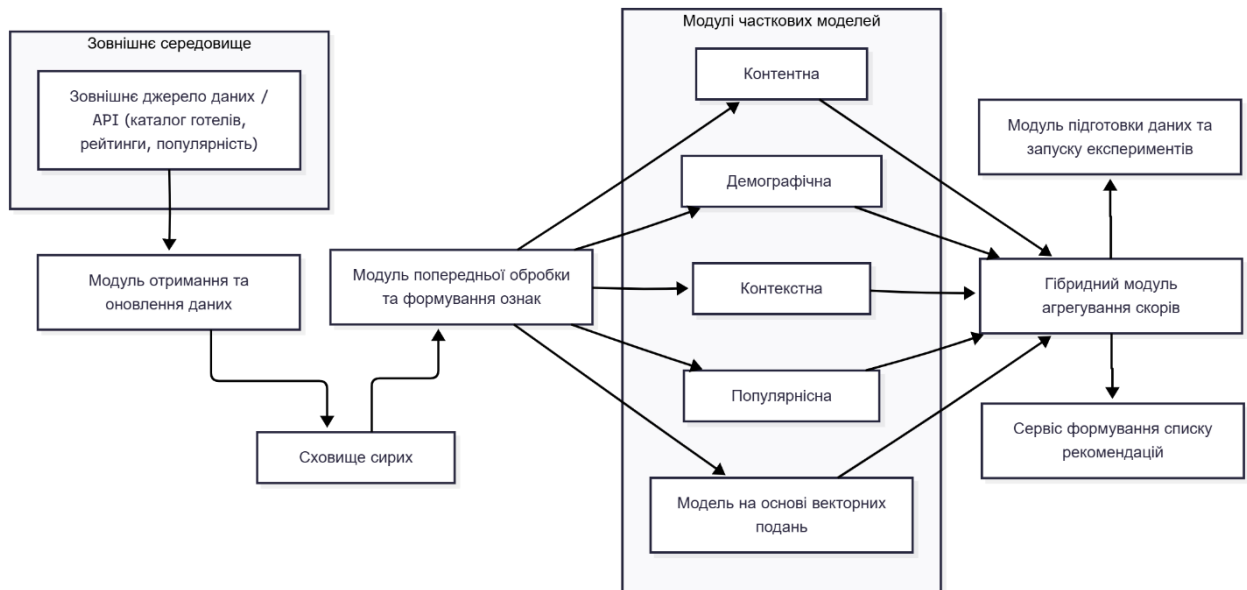 Зовнішнє середовище
Зовнішнє джерело даних /
API (каталог готелів,
рейтинги, популярність)
Модуль отримання та
оновлення даних
Сховище сирих
Модуль попередньої обробки
та формування ознак
Модулі часткових моделей
Контентна
Демографічна
Контекстна
Популярнісна
Модель на основі векторних
подань
Модуль підготовки даних та
запуску експериментів
Гібридний модуль
агрегування скорів
Сервіс формування списку
рекомендацій